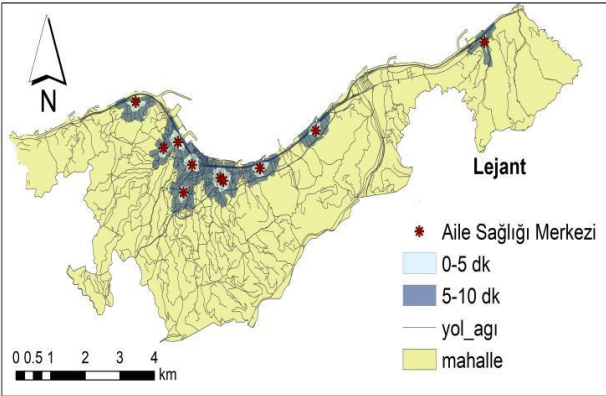 N
Lejant
Aile Sağlığı Merkezi
0-5 dk
5-10 dk
yol_agı
mahalle
0 0.5 1 2 3 4
km